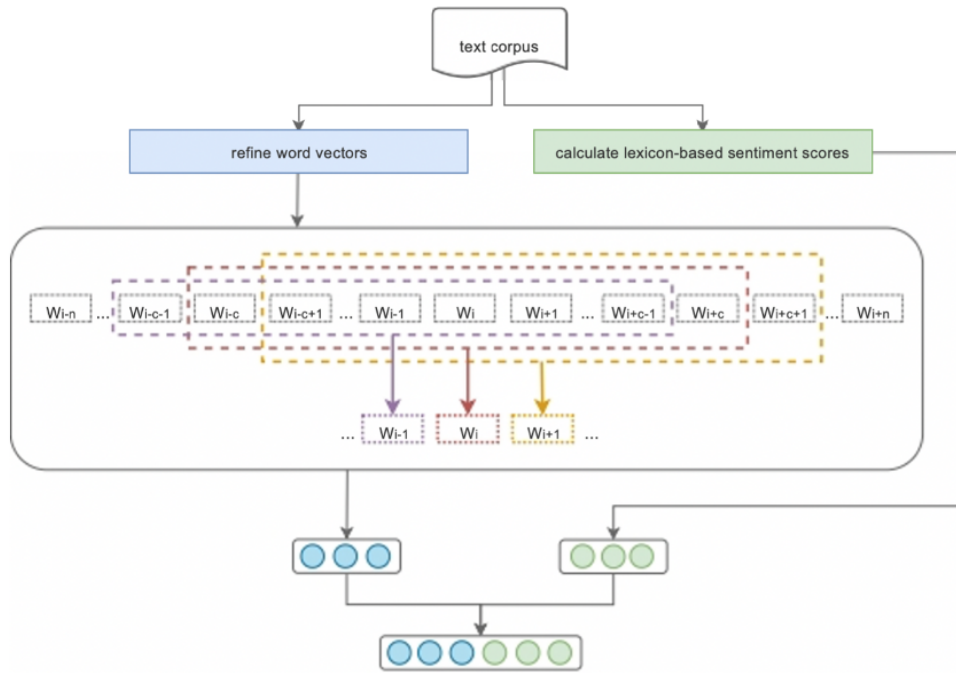 text corpus
refine word vectors
calculate lexicon-based sentiment scores
Wi-n ... Wi-c-1 Wi-c Wi-c+1 ... Wi-1 Wi Wi+1 ... Wi+c-1 Wi+c Wi+c+1 ... Wi+n
... Wi-1 Wi Wi+1 ...